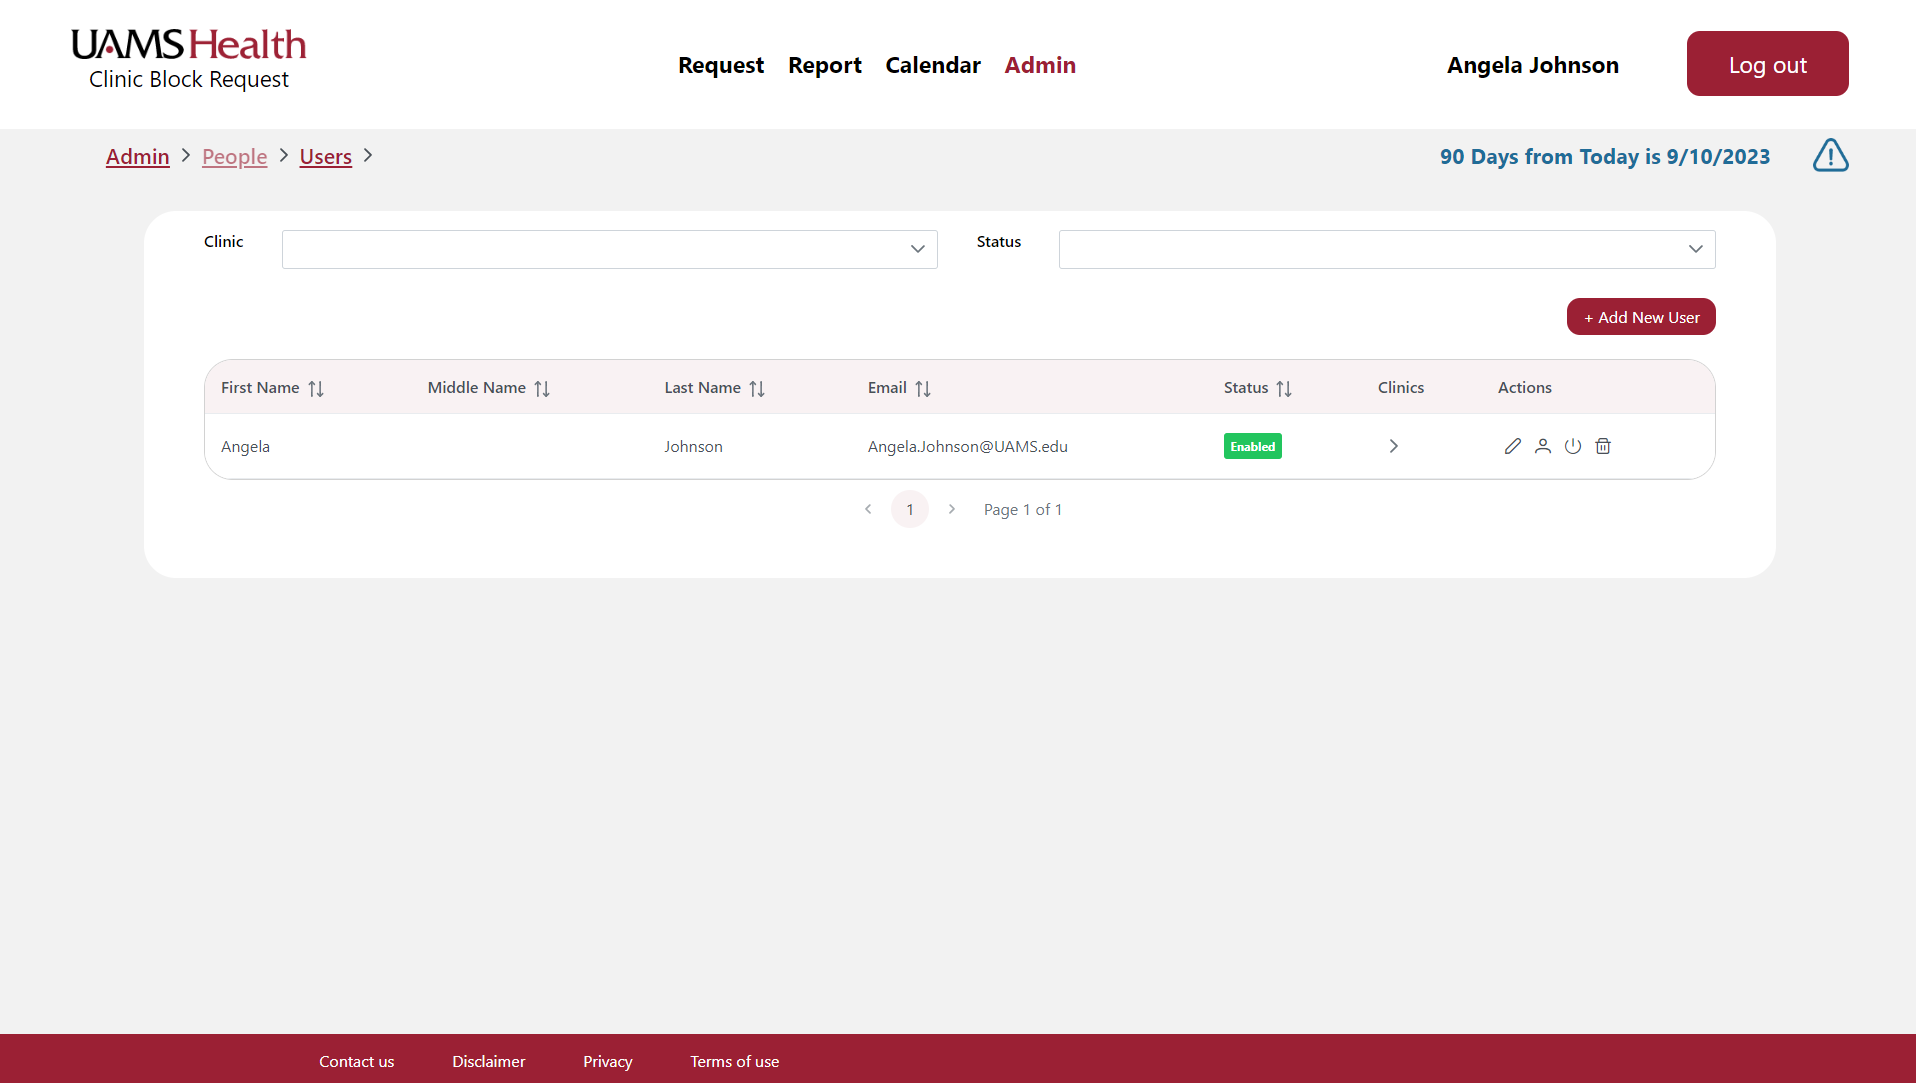 UAMS Health
Clinic Block Request
Request Report Calendar Admin
Angela Johnson
Log out
Admin > People > Users >
90 Days from Today is 9/10/2023
Clinic
Status
+ Add New User
First Name Middle Name Last Name Email Status Clinics Actions
Angela Johnson Angela.Johnson@UAMS.edu Enabled
1 Page 1 of 1
Contact us Disclaimer Privacy Terms of use